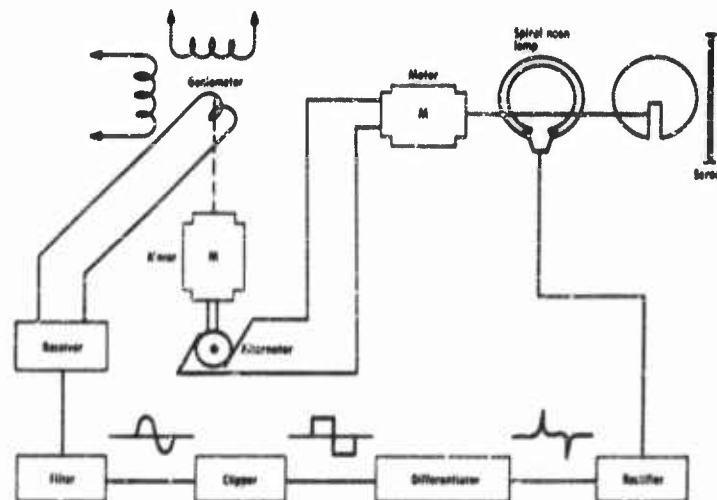 Spiral neon
lamp
Goniometer
Motor
M
M
Alternator
Receiver
Filter
Clipper
Differentiator
Rectifier